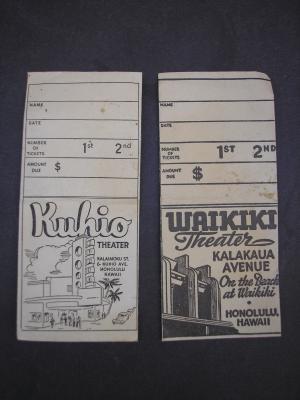 NAME
DATE
NUMBER OF TICKETS 1st 2nd
AMOUNT DUE $
Kuhio
THEATER
KALAIMOKU ST.
& KUHIO AVE.
HONOLULU
HAWAII
NAME
DATE
NUMBER OF TICKETS 1ST 2ND
AMOUNT DUE $
WAIKIKI
Theater
KALAKAUA
AVENUE
On the Beach
at Waikiki
•
HONOLULU,
HAWAII